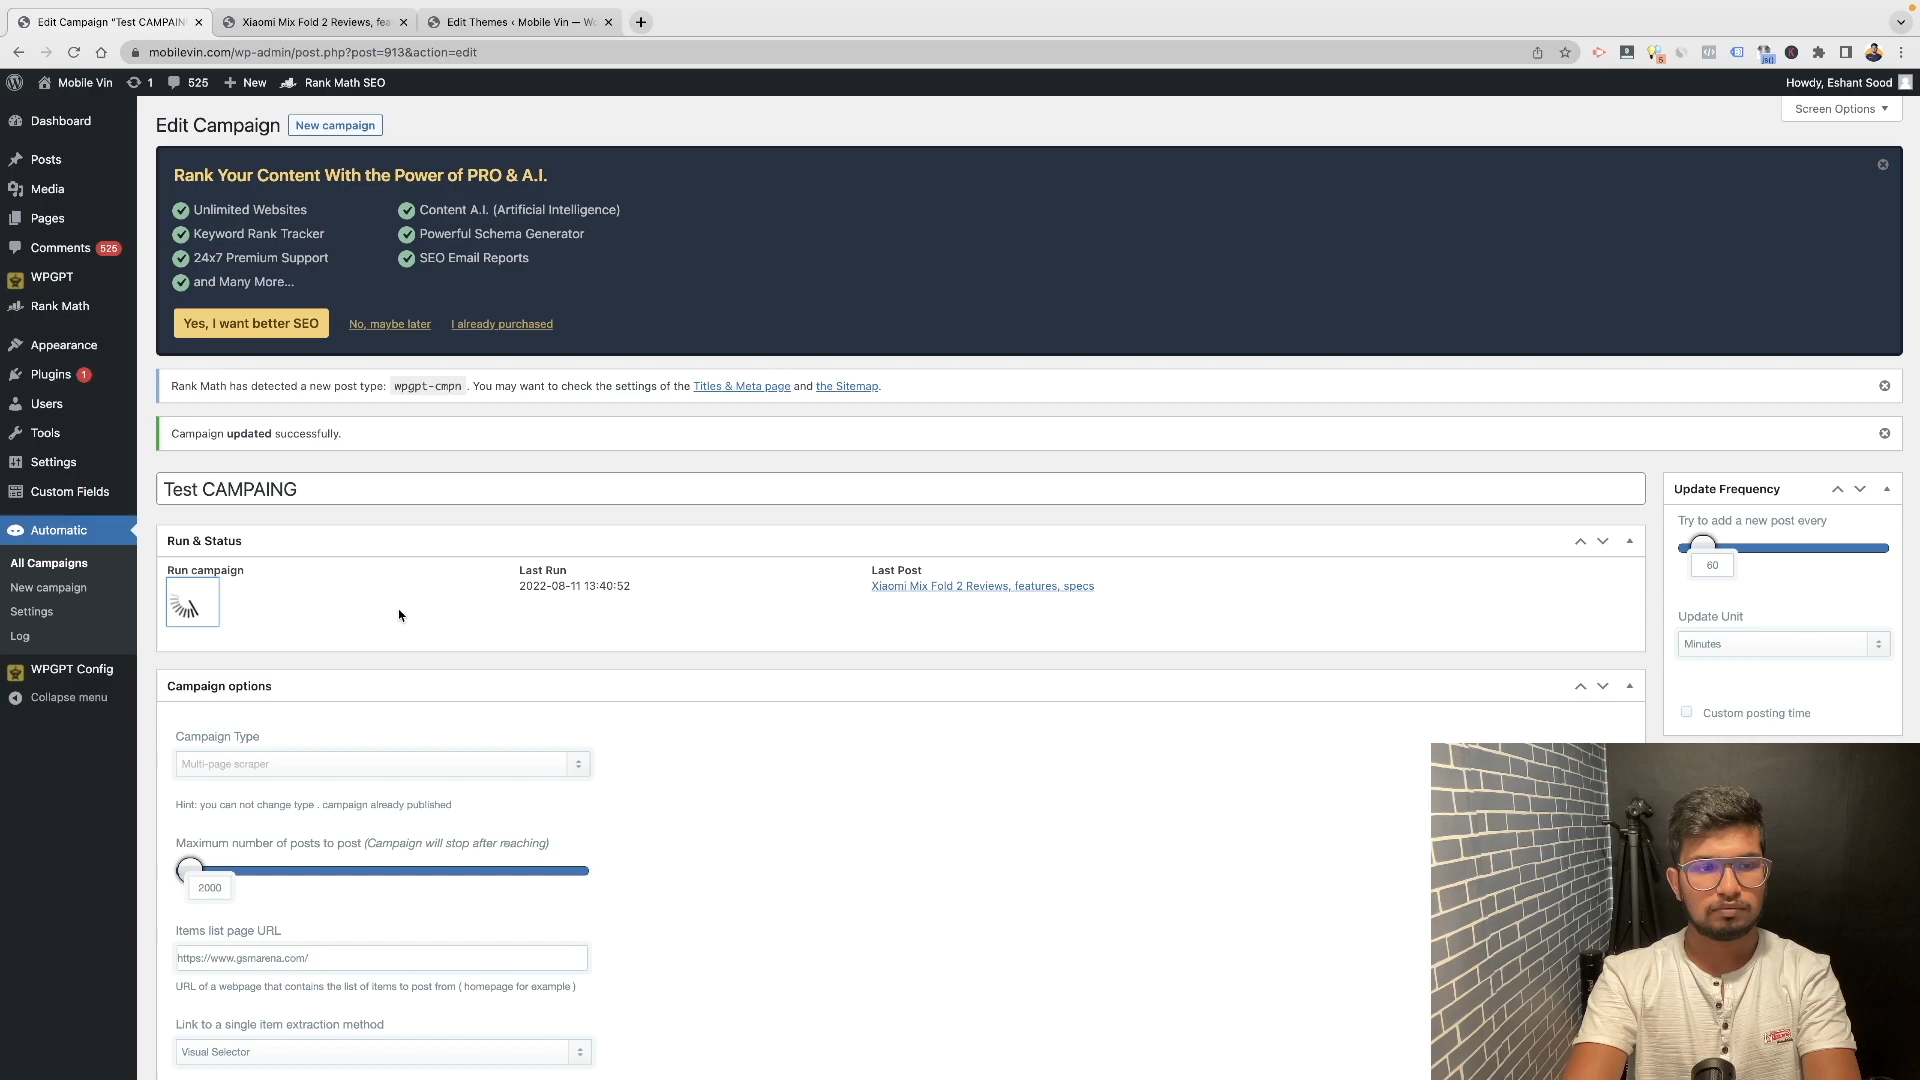 Edit Campaign "Test CAMPAIN
Xiaomi Mix Fold 2 Reviews, fea
Edit Themes ‹ Mobile Vin — Wo
mobilevin.com/wp-admin/post.php?post=913&action=edit
Mobile Vin
1
525
New
Rank Math SEO
Howdy, Eshant Sood
Screen Options
Dashboard
Posts
Media
Pages
Comments 525
WPGPT
Rank Math
Appearance
Plugins 1
Users
Tools
Settings
Custom Fields
Automatic
All Campaigns
New campaign
Settings
Log
WPGPT Config
Collapse menu
Edit Campaign
New campaign
Rank Your Content With the Power of PRO & A.I.
Unlimited Websites
Content A.I. (Artificial Intelligence)
Keyword Rank Tracker
Powerful Schema Generator
24x7 Premium Support
SEO Email Reports
and Many More...
Yes, I want better SEO
No, maybe later
I already purchased
Rank Math has detected a new post type: wpgpt-cmpn . You may want to check the settings of the Titles & Meta page and the Sitemap.
Campaign updated successfully.
Test CAMPAING
Run & Status
Run campaign
Last Run
2022-08-11 13:40:52
Last Post
Xiaomi Mix Fold 2 Reviews, features, specs
Campaign options
Campaign Type
Multi-page scraper
Hint: you can not change type . campaign already published
Maximum number of posts to post (Campaign will stop after reaching)
2000
Items list page URL
https://www.gsmarena.com/
URL of a webpage that contains the list of items to post from ( homepage for example )
Link to a single item extraction method
Visual Selector
Update Frequency
Try to add a new post every
60
Update Unit
Minutes
Custom posting time